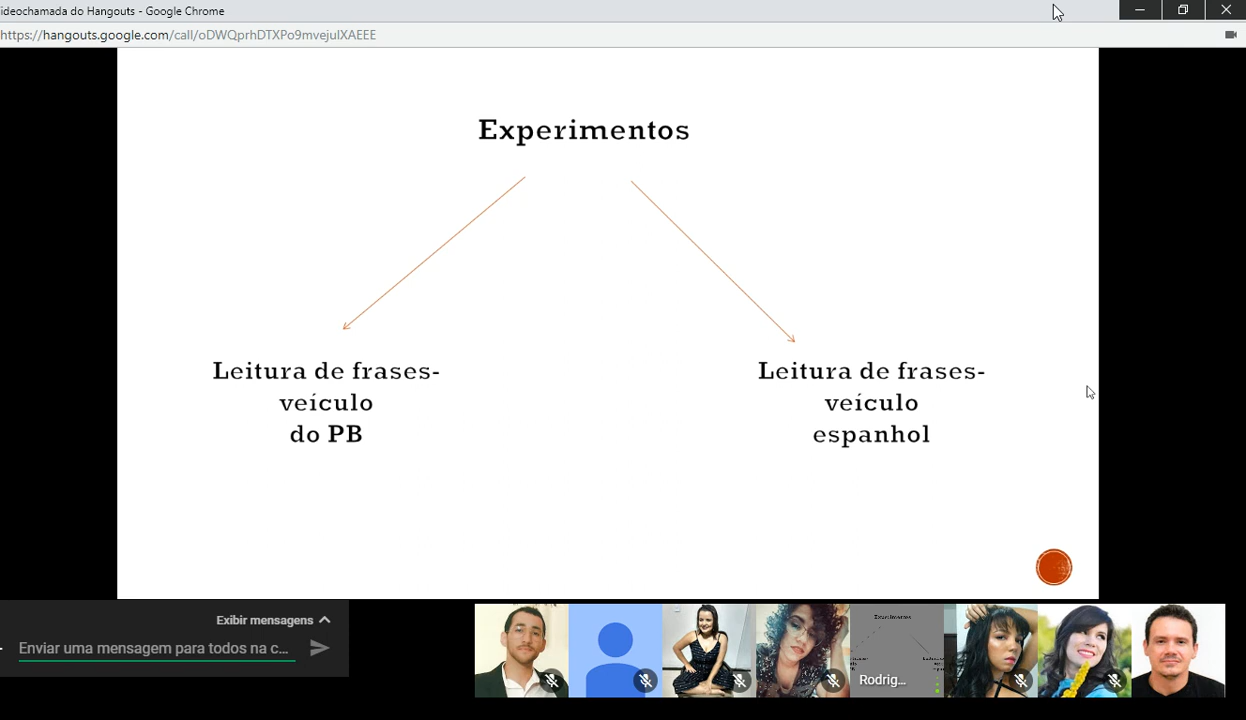 ideochamada do Hangouts - Google Chrome
https://hangouts.google.com/call/oDWQprhDTXPo9mvejulXAEEE
Experimentos
Leitura de frases-
veículo
do PB
Leitura de frases-
veículo
espanhol
Exibir mensagens
Enviar uma mensagem para todos na c...
Experimentos
Rodrig...